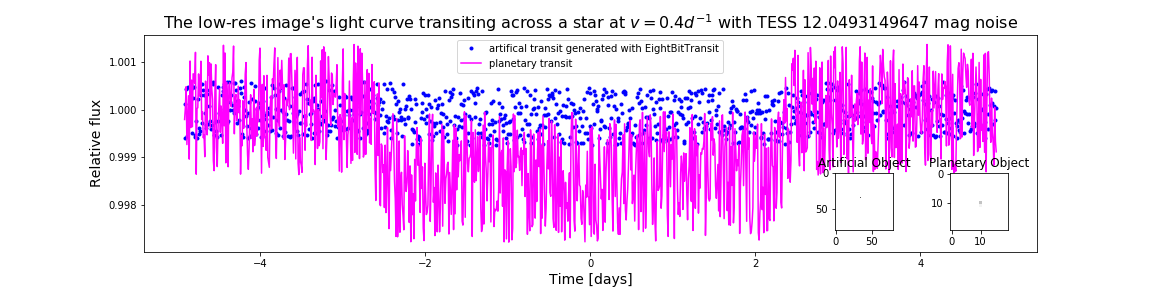 The low-res image's light curve transiting across a star at v = 0.4d⁻¹ with TESS 12.0493149647 mag noise
artifical transit generated with EightBitTransit
planetary transit
1.001
1.000
0.999
0.998
Relative flux
Artificial Object
Planetary Object
0
50
0
50
0
10
0
10
−4
−2
0
2
4
Time [days]